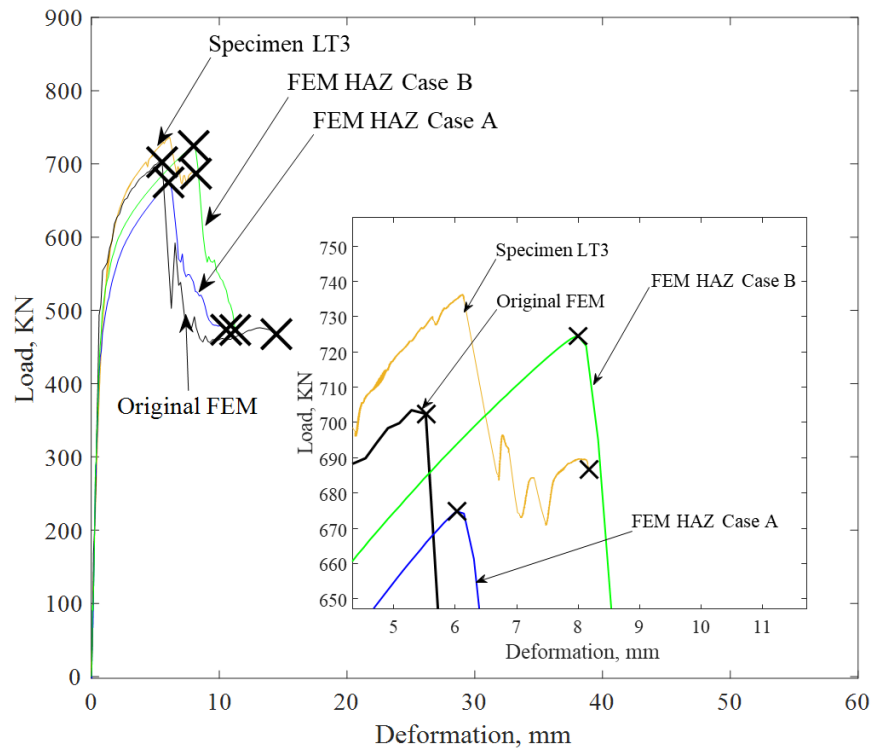 900
800
700
600
500
400
300
200
100
0
Load, KN
Specimen LT3
FEM HAZ Case B
FEM HAZ Case A
Original FEM
0
10
20
30
40
50
60
Deformation, mm
750
740
730
720
710
700
690
680
670
660
650
Load, KN
Specimen LT3
Original FEM
FEM HAZ Case B
FEM HAZ Case A
5
6
7
8
9
10
11
Deformation, mm